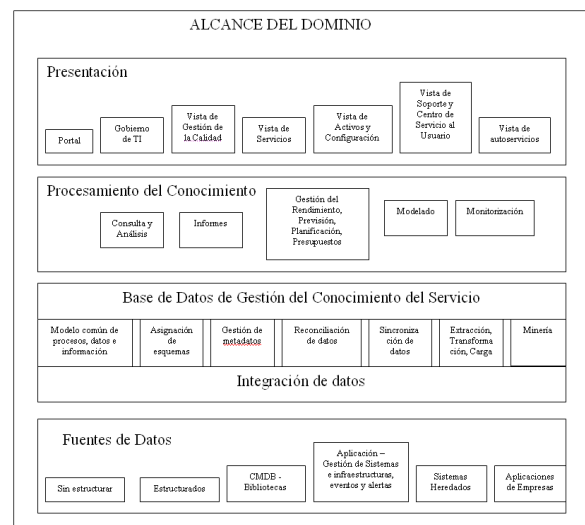 ALCANCE DEL DOMINIO
Presentación
Portal
Gobierno
de TI
Vista de
Gestión de
la Calidad
Vista de
Servicios
Vista de
Activos y
Configuración
Vista de
Soporte y
Centro de
Servicio al
Usuario
Vista de
autoservicios
Procesamiento del Conocimiento
Consulta y
Análisis
Informes
Gestión del
Rendimiento,
Previsión,
Planificación,
Presupuestos
Modelado
Monitorización
Base de Datos de Gestión del Conocimiento del Servicio
Modelo común de
procesos, datos e
información
Asignación
de
esquemas
Gestión de
metadatos
Reconciliación
de datos
Sincroniza
ción de
datos
Extracción,
Transforma
ción, Carga
Minería
Integración de datos
Fuentes de Datos
Sin estructurar
Estructurados
CMDB -
Bibliotecas
Aplicación –
Gestión de Sistemas
e infraestructuras,
eventos y alertas
Sistemas
Heredados
Aplicaciones
de Empresas